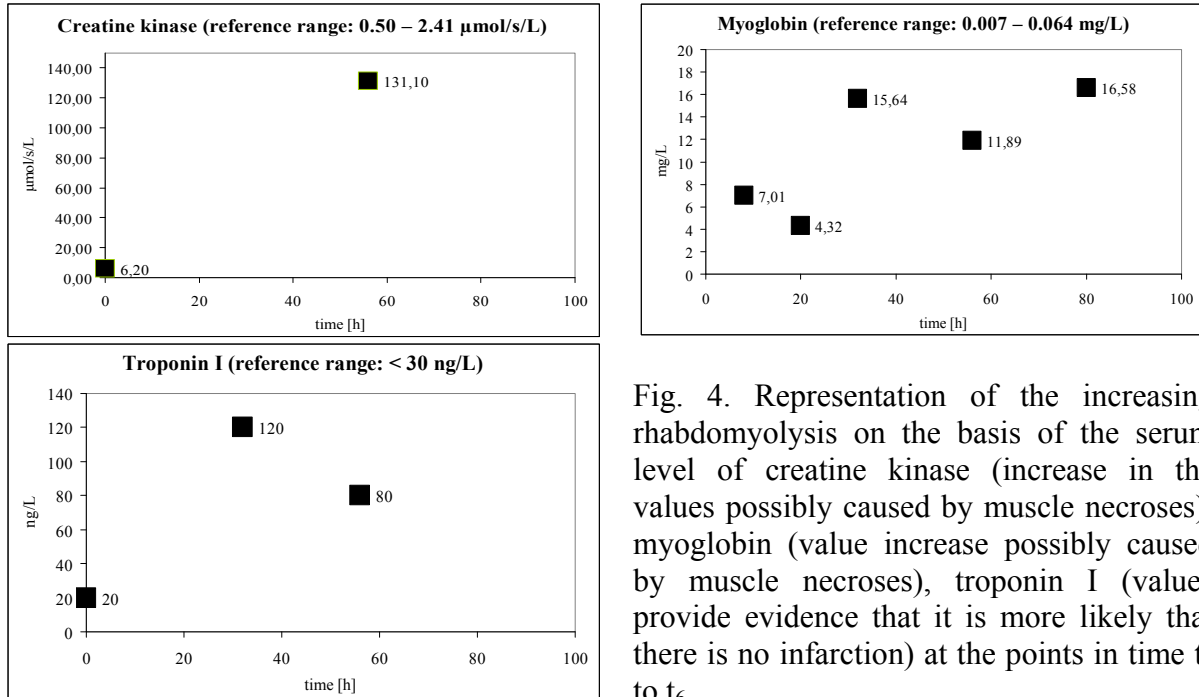 Creatine kinase (reference range: 0.50 – 2.41 µmol/s/L)
140,00
120,00
100,00
80,00
60,00
40,00
20,00
0,00
µmol/s/L
131,10
6,20
0 20 40 60 80 100
time [h]
Myoglobin (reference range: 0.007 – 0.064 mg/L)
20
18
16
14
12
10
8
6
4
2
0
mg/L
7,01
4,32
15,64
11,89
16,58
0 20 40 60 80 100
time [h]
Troponin I (reference range: < 30 ng/L)
140
120
100
80
60
40
20
0
ng/L
20
120
80
0 20 40 60 80 100
time [h]
Fig. 4. Representation of the increasin
rhabdomyolysis on the basis of the serum
level of creatine kinase (increase in th
values possibly caused by muscle necroses)
myoglobin (value increase possibly cause
by muscle necroses), troponin I (value
provide evidence that it is more likely tha
there is no infarction) at the points in time t
to t6